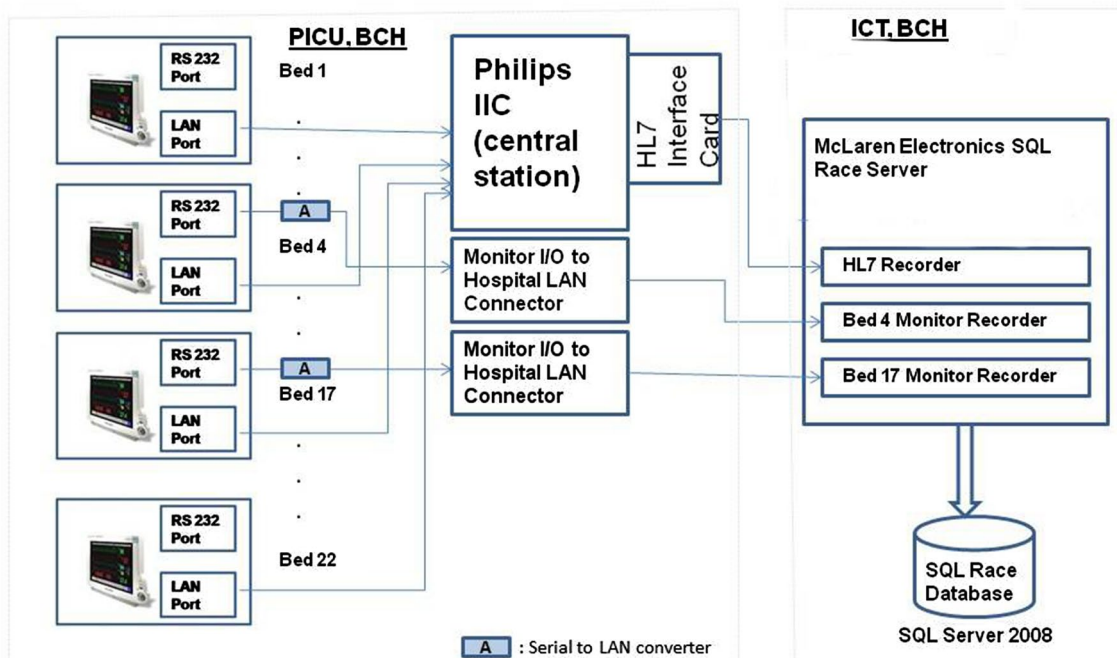 PICU, BCH
ICT, BCH
RS 232
Port
LAN
Port
Bed 1
Philips
IIC
(central
station)
HL7
Interface
Card
McLaren Electronics SQL
Race Server
RS 232
Port
A
Bed 4
LAN
Port
Monitor I/O to
Hospital LAN
Connector
HL7 Recorder
Bed 4 Monitor Recorder
Bed 17 Monitor Recorder
RS 232
Port
A
Bed 17
LAN
Port
Monitor I/O to
Hospital LAN
Connector
RS 232
Port
Bed 22
LAN
Port
SQL Race
Database
SQL Server 2008
A : Serial to LAN converter